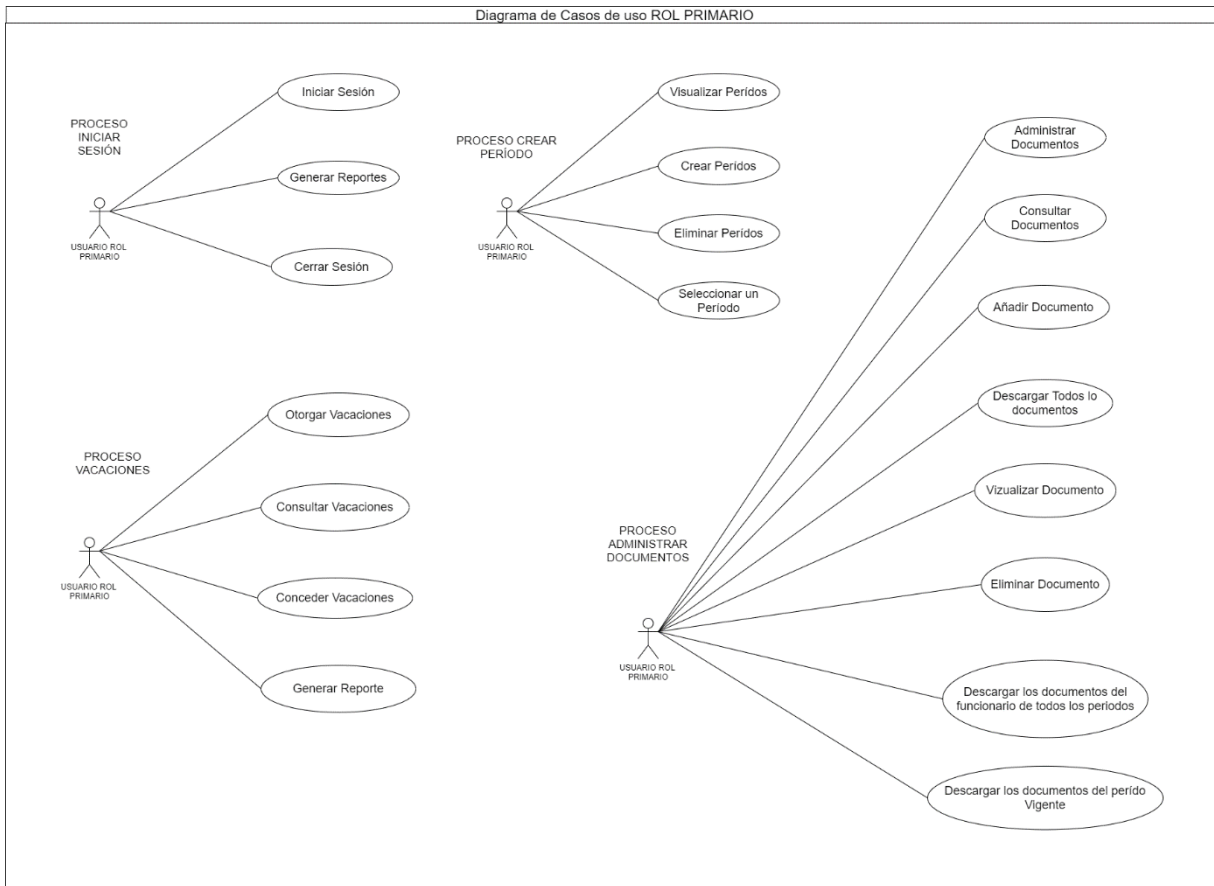 Diagrama de Casos de uso ROL PRIMARIO
PROCESO
INICIAR
SESIÓN
USUARIO ROL
PRIMARIO
Iniciar Sesión
Generar Reportes
Cerrar Sesión
PROCESO CREAR
PERÍODO
USUARIO ROL
PRIMARIO
Visualizar Perídos
Crear Perídos
Eliminar Perídos
Seleccionar un
Período
PROCESO
VACACIONES
USUARIO ROL
PRIMARIO
Otorgar Vacaciones
Consultar Vacaciones
Conceder Vacaciones
Generar Reporte
PROCESO
ADMINISTRAR
DOCUMENTOS
USUARIO ROL
PRIMARIO
Administrar
Documentos
Consultar
Documentos
Añadir Documento
Descargar Todos lo
documentos
Vizualizar Documento
Eliminar Documento
Descargar los documentos del
funcionario de todos los periodos
Descargar los documentos del perído
Vigente